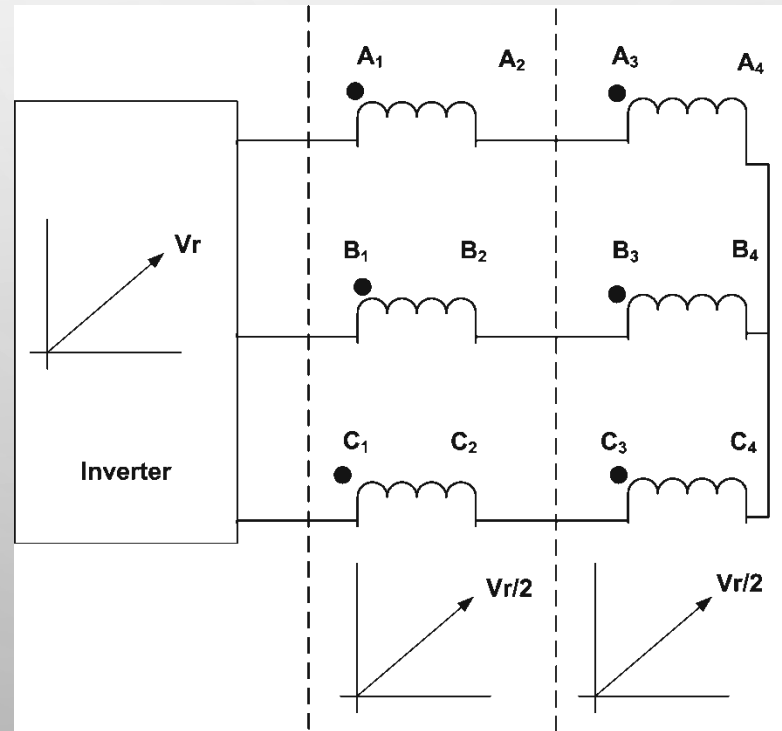 A₁ A₂ A₃ A₄
Vr
B₁ B₂ B₃ B₄
C₁ C₂ C₃ C₄
Inverter
Vr/2 Vr/2